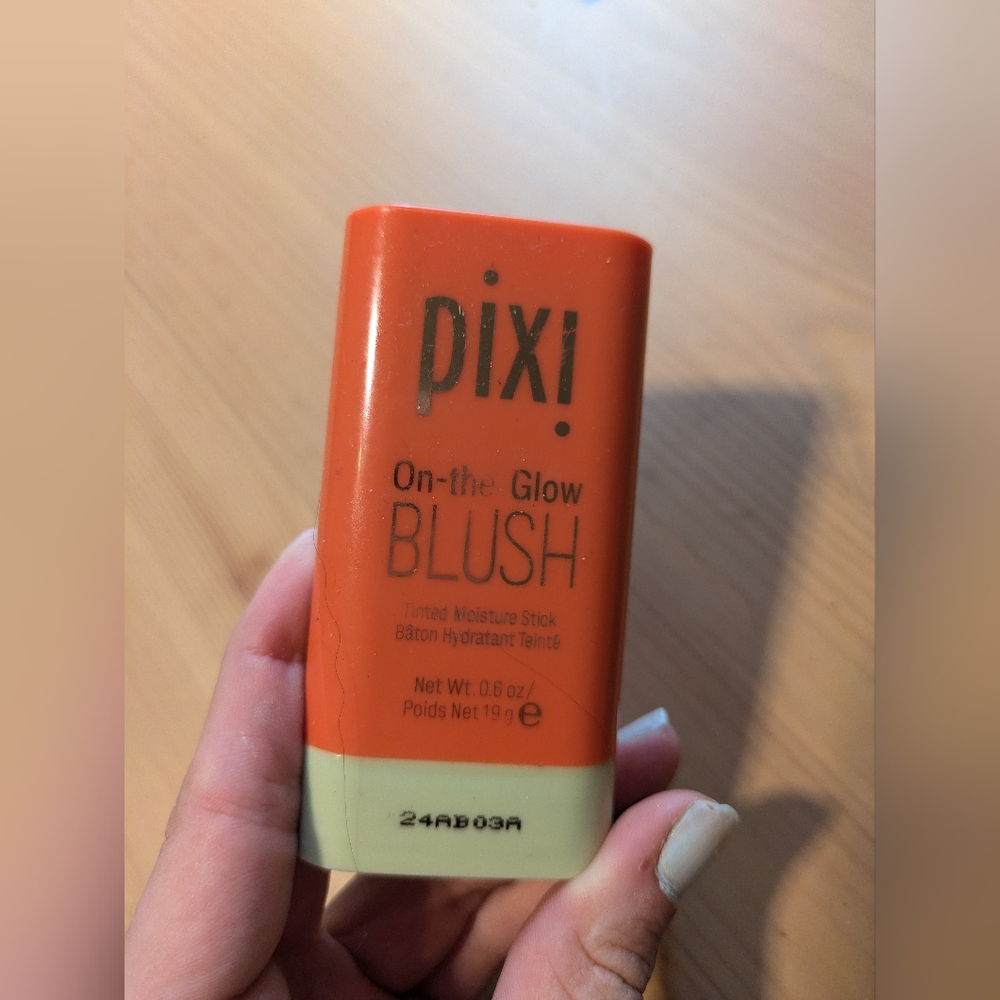 pixi
On-the Glow
BLUSH
Tinted Moisture Stick
Bâton Hydratant Teinté
Net Wt. 0.6 oz/
Poids Net 19 g e
24AB03A